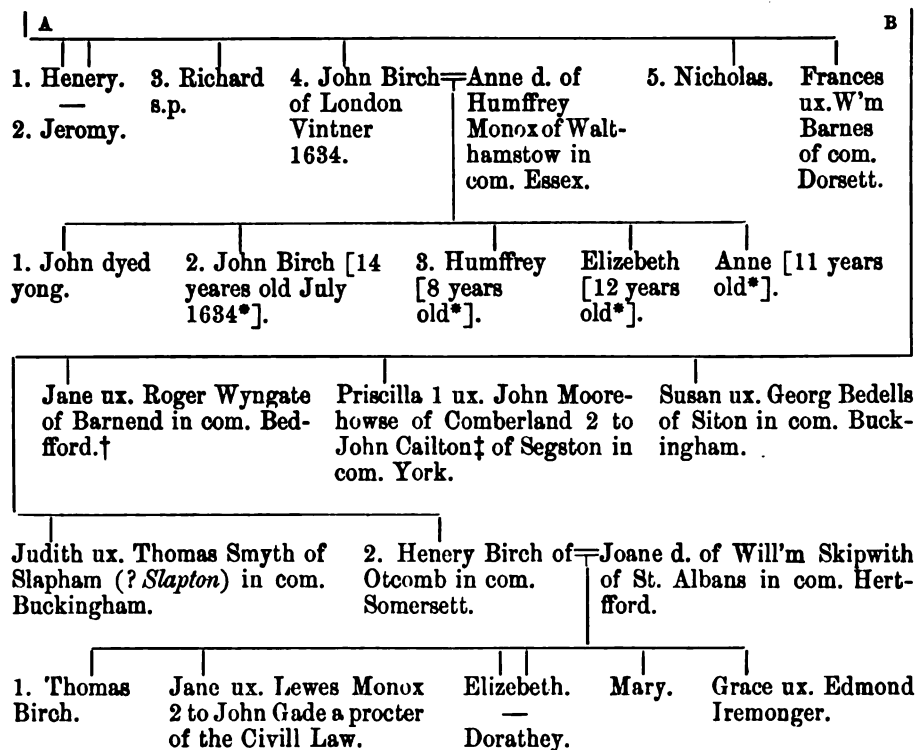 A
B
1. Henery.
—
2. Jeromy.
3. Richard
s.p.
4. John Birch
of London
Vintner
1634.
Anne d. of
Humffrey
Monox of Walt-
hamstow in
com. Essex.
5. Nicholas.
Frances
ux. W'm
Barnes
of com.
Dorsett.
1. John dyed
yong.
2. John Birch [14
yeares old July
1634*].
3. Humffrey
[8 years
old*].
Elizebeth
[12 years
old*].
Anne [11 years
old*].
Jane ux. Roger Wyngate
of Barnend in com. Bed-
fford.†
Priscilla 1 ux. John Moore-
howse of Comberland 2 to
John Cailton‡ of Segston in
com. York.
Susan ux. Georg Bedells
of Siton in com. Buck-
ingham.
Judith ux. Thomas Smyth of
Slapham (? Slapton) in com.
Buckingham.
2. Henery Birch of
Otcomb in com.
Somersett.
Joane d. of Will'm Skipwith
of St. Albans in com. Hert-
fford.
1. Thomas
Birch.
Jane ux. Lewes Monox
2 to John Gade a procter
of the Civill Law.
Elizebeth.
—
Dorathey.
Mary.
Grace ux. Edmond
Iremonger.